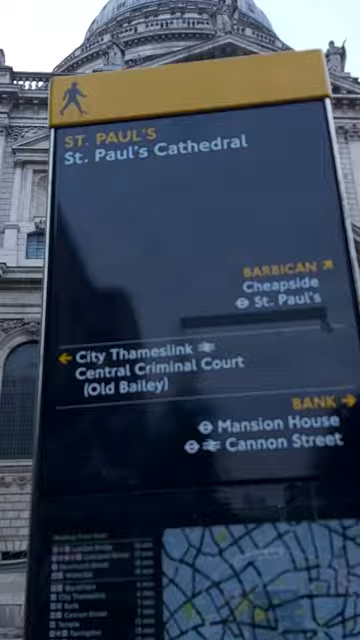 ST. PAUL'S
St. Paul's Cathedral
BARBICAN
Cheapside
St. Paul's
City Thameslink
Central Criminal Court
(Old Bailey)
BANK
Mansion House
Cannon Street